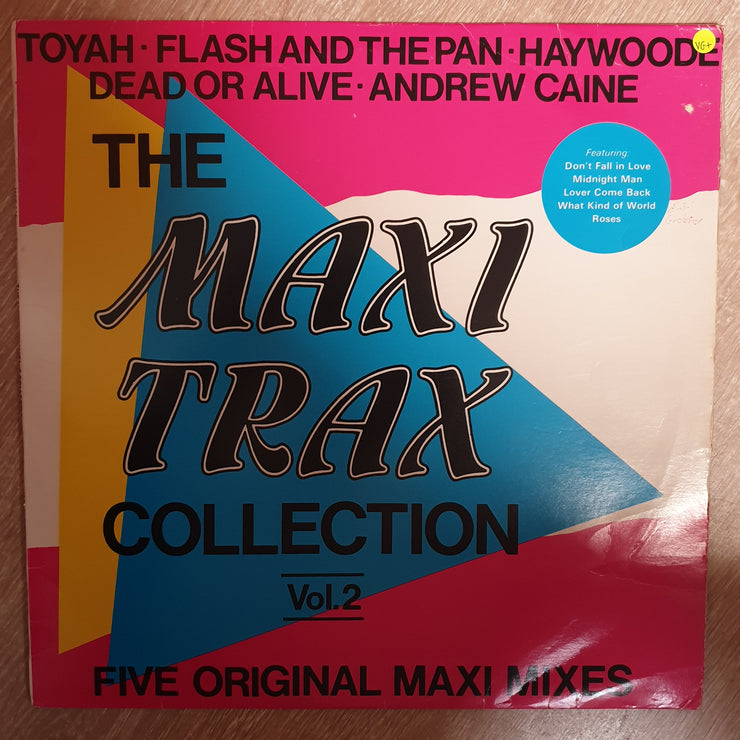 TOYAH · FLASH AND THE PAN · HAYWOODE
DEAD OR ALIVE · ANDREW CAINE
VG+
THE
MAXI
TRAX
COLLECTION
Vol.2
Featuring:
Don't Fall in Love
Midnight Man
Lover Come Back
What Kind of World
Roses
FIVE ORIGINAL MAXI MIXES